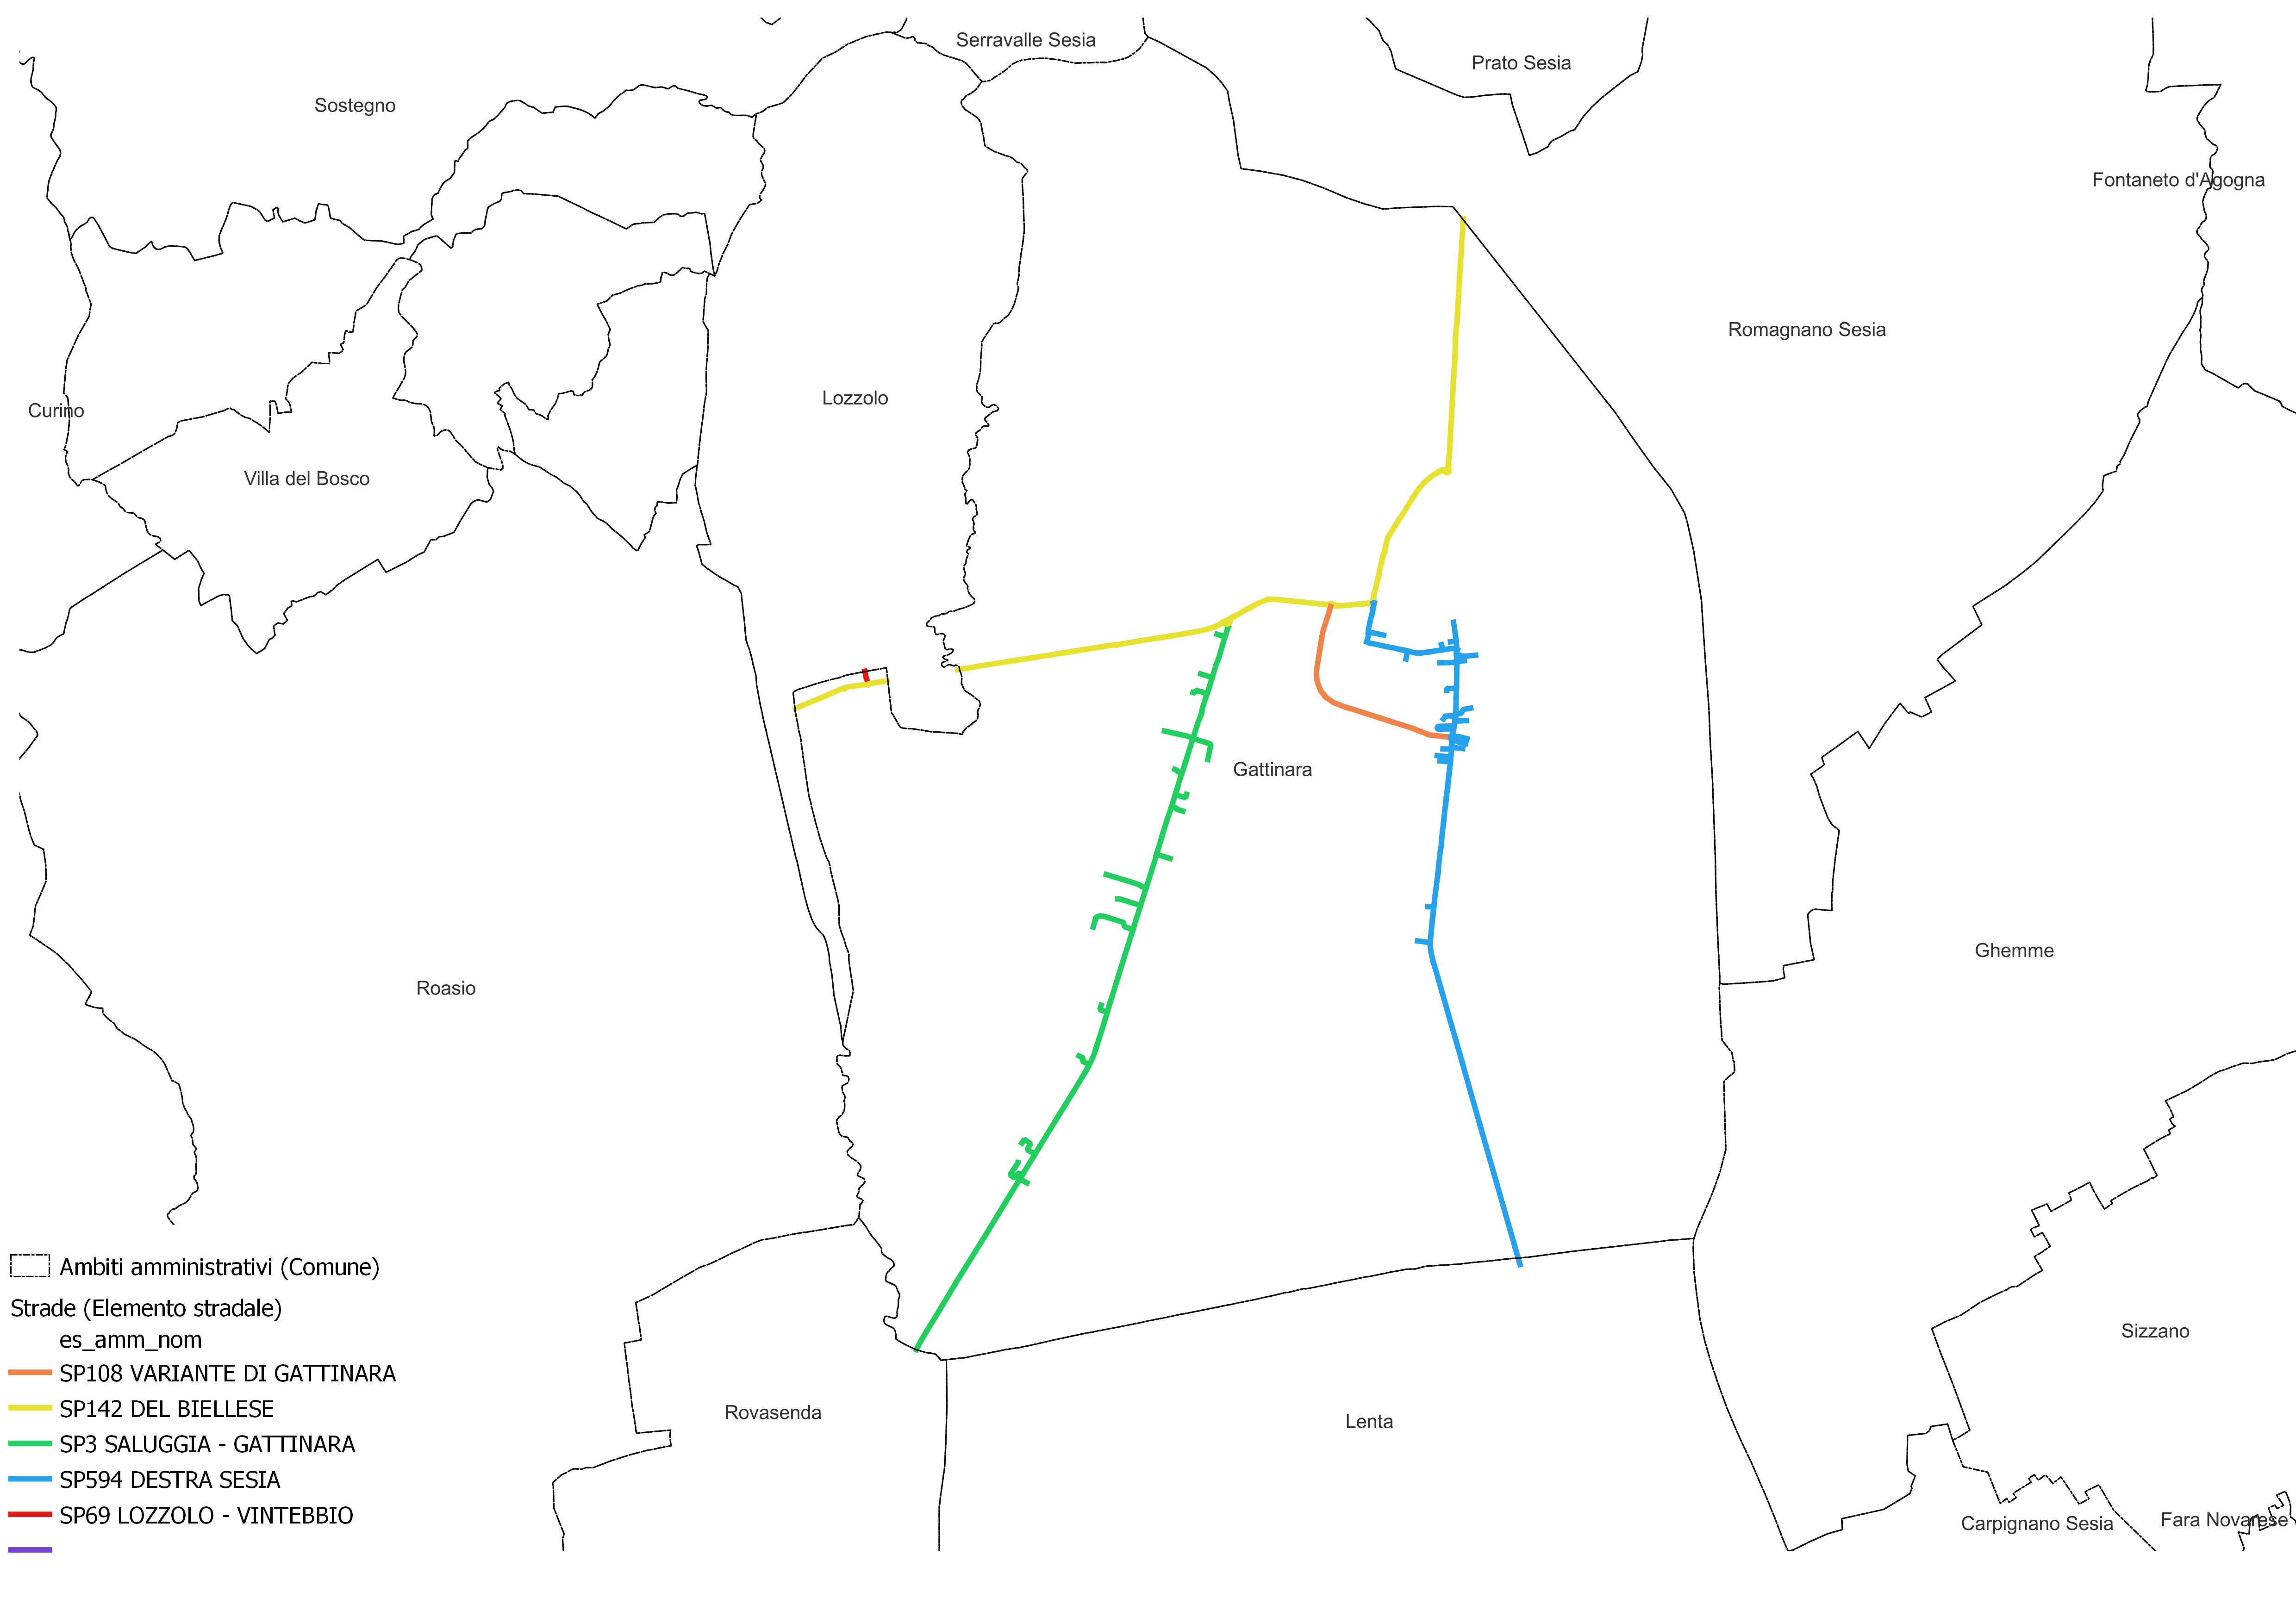 Serravalle Sesia
Prato Sesia
Sostegno
Fontaneto d'Agogna
Romagnano Sesia
Lozzolo
Curino
Villa del Bosco
Gattinara
Ghemme
Roasio
Ambiti amministrativi (Comune)
Strade (Elemento stradale)
es_amm_nom
SP108 VARIANTE DI GATTINARA
SP142 DEL BIELLESE
SP3 SALUGGIA - GATTINARA
SP594 DESTRA SESIA
SP69 LOZZOLO - VINTEBBIO
Sizzano
Rovasenda
Lenta
Carpignano Sesia
Fara Novarese